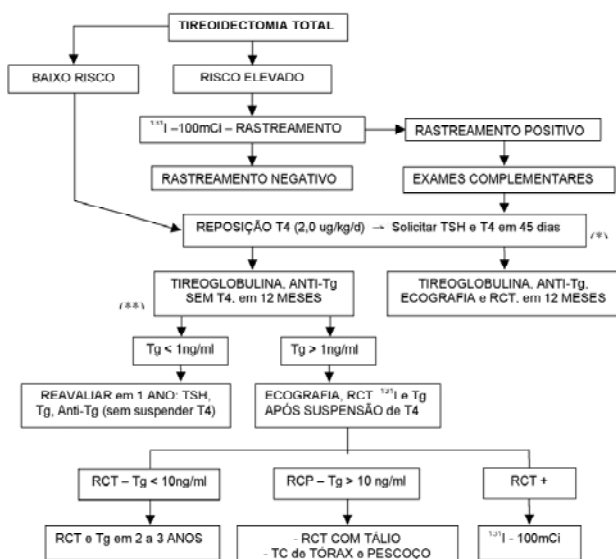 TIREOIDECTOMIA TOTAL
BAIXO RISCO
RISCO ELEVADO
¹³¹I –100mCi – RASTREAMENTO
RASTREAMENTO POSITIVO
RASTREAMENTO NEGATIVO
EXAMES COMPLEMENTARES
REPOSIÇÃO T4 (2,0 ug/kg/d) → Solicitar TSH e T4 em 45 dias
(*)
TIREOGLOBULINA, ANTI-Tg
SEM T4, em 12 MESES
(**)
TIREOGLOBULINA, ANTI-Tg,
ECOGRAFIA e RCT, em 12 MESES
Tg < 1ng/ml
Tg > 1ng/ml
REAVALIAR em 1 ANO: TSH,
Tg, Anti-Tg (sem suspender T4)
ECOGRAFIA, RCT ¹³¹I e Tg
APÓS SUSPENSÃO de T4
RCT – Tg < 10ng/ml
RCP – Tg > 10 ng/ml
RCT +
RCT e Tg em 2 a 3 ANOS
- RCT COM TÁLIO
- TC de TÓRAX e PESCOÇO
¹³¹I - 100mCi